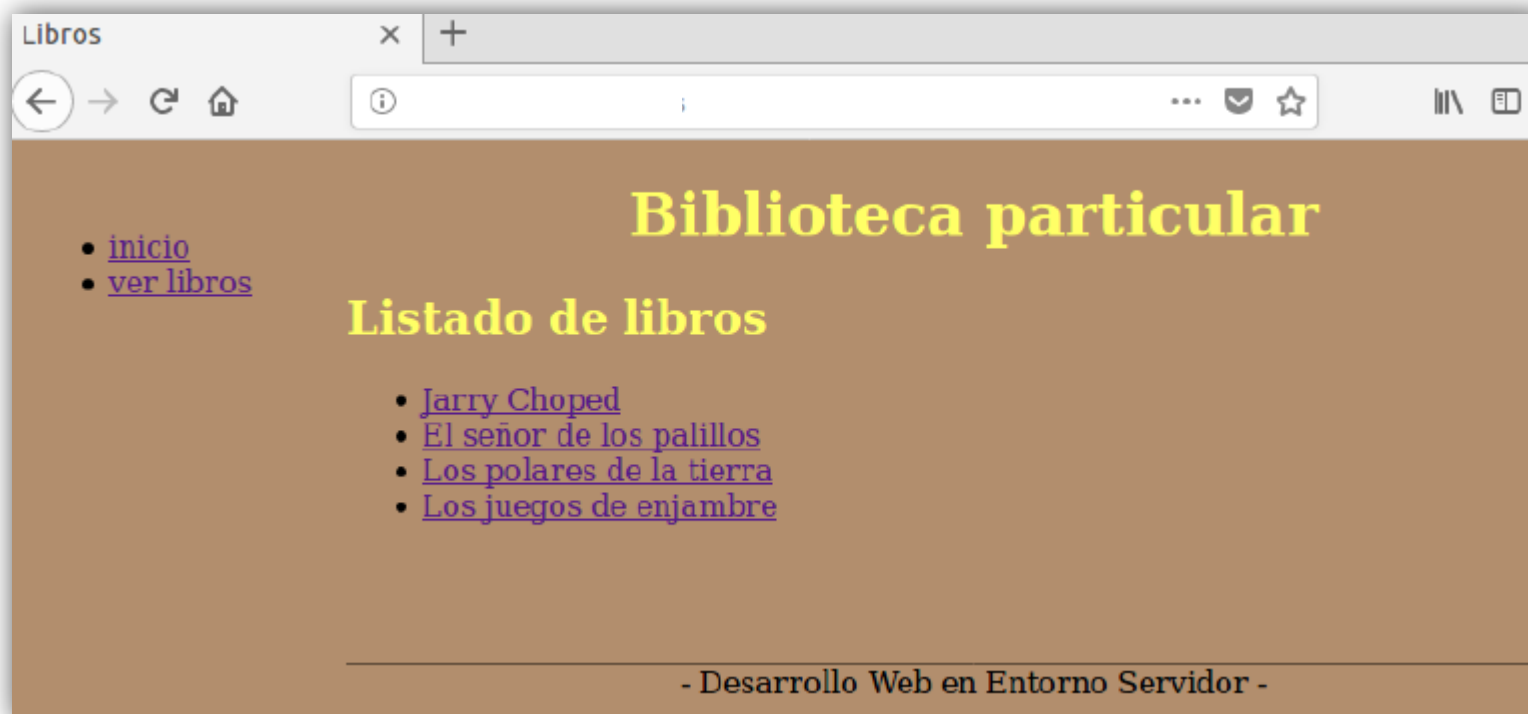 Libros
Biblioteca particular
inicio
ver libros
Listado de libros
Jarry Choped
El señor de los palillos
Los polares de la tierra
Los juegos de enjambre
- Desarrollo Web en Entorno Servidor -